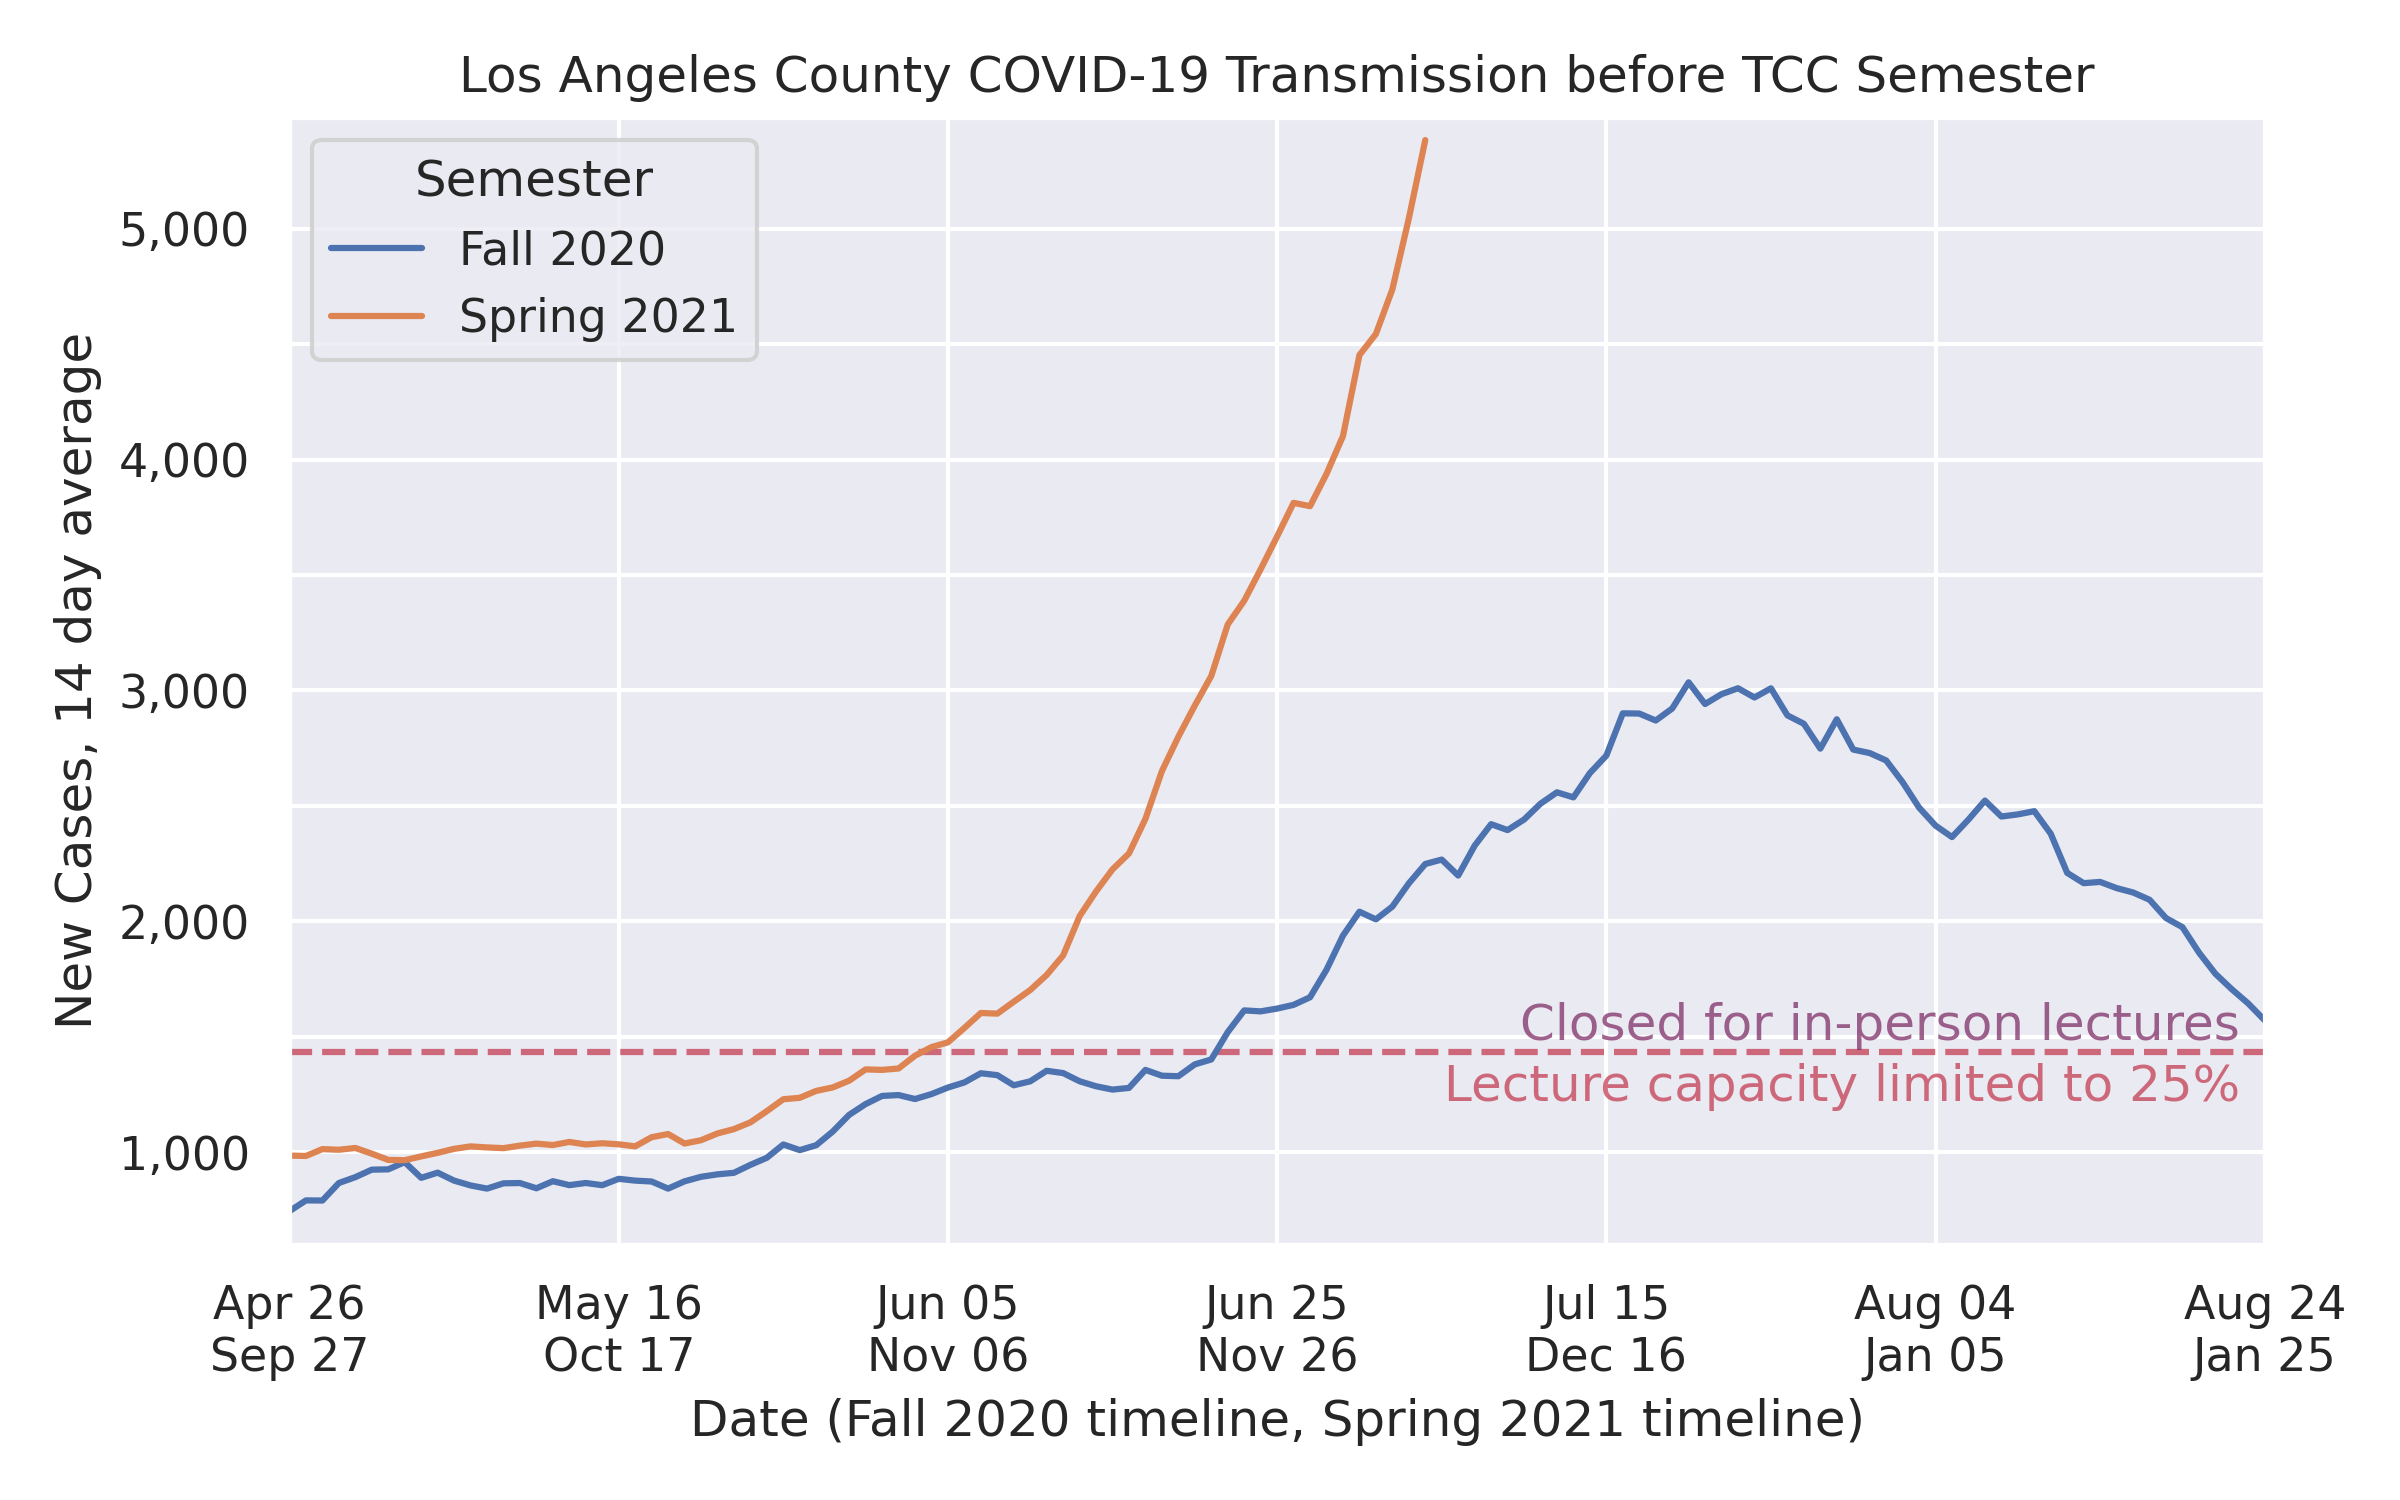 Los Angeles County COVID-19 Transmission before TCC Semester
Semester
Fall 2020
Spring 2021
New Cases, 14 day average
5,000
4,000
3,000
2,000
1,000
Closed for in-person lectures
Lecture capacity limited to 25%
Apr 26 May 16 Jun 05 Jun 25 Jul 15 Aug 04 Aug 24
Sep 27 Oct 17 Nov 06 Nov 26 Dec 16 Jan 05 Jan 25
Date (Fall 2020 timeline, Spring 2021 timeline)